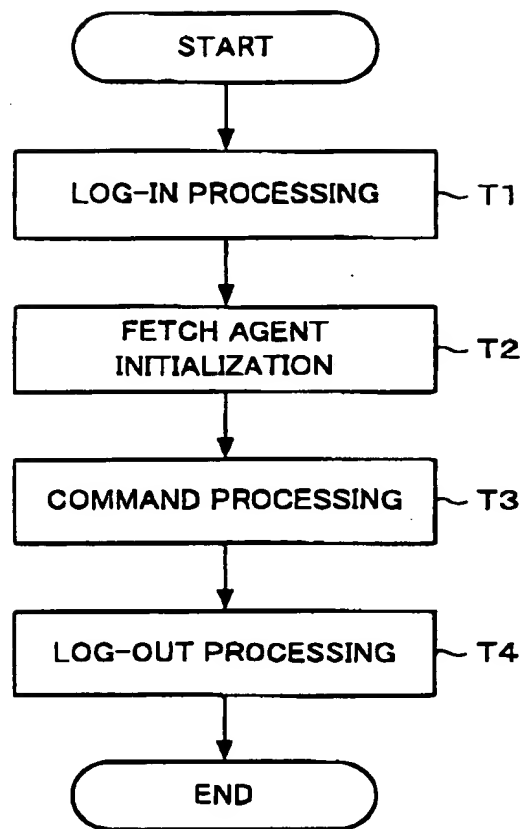 START
LOG-IN PROCESSING
T1
FETCH AGENT
INITIALIZATION
T2
COMMAND PROCESSING
T3
LOG-OUT PROCESSING
T4
END